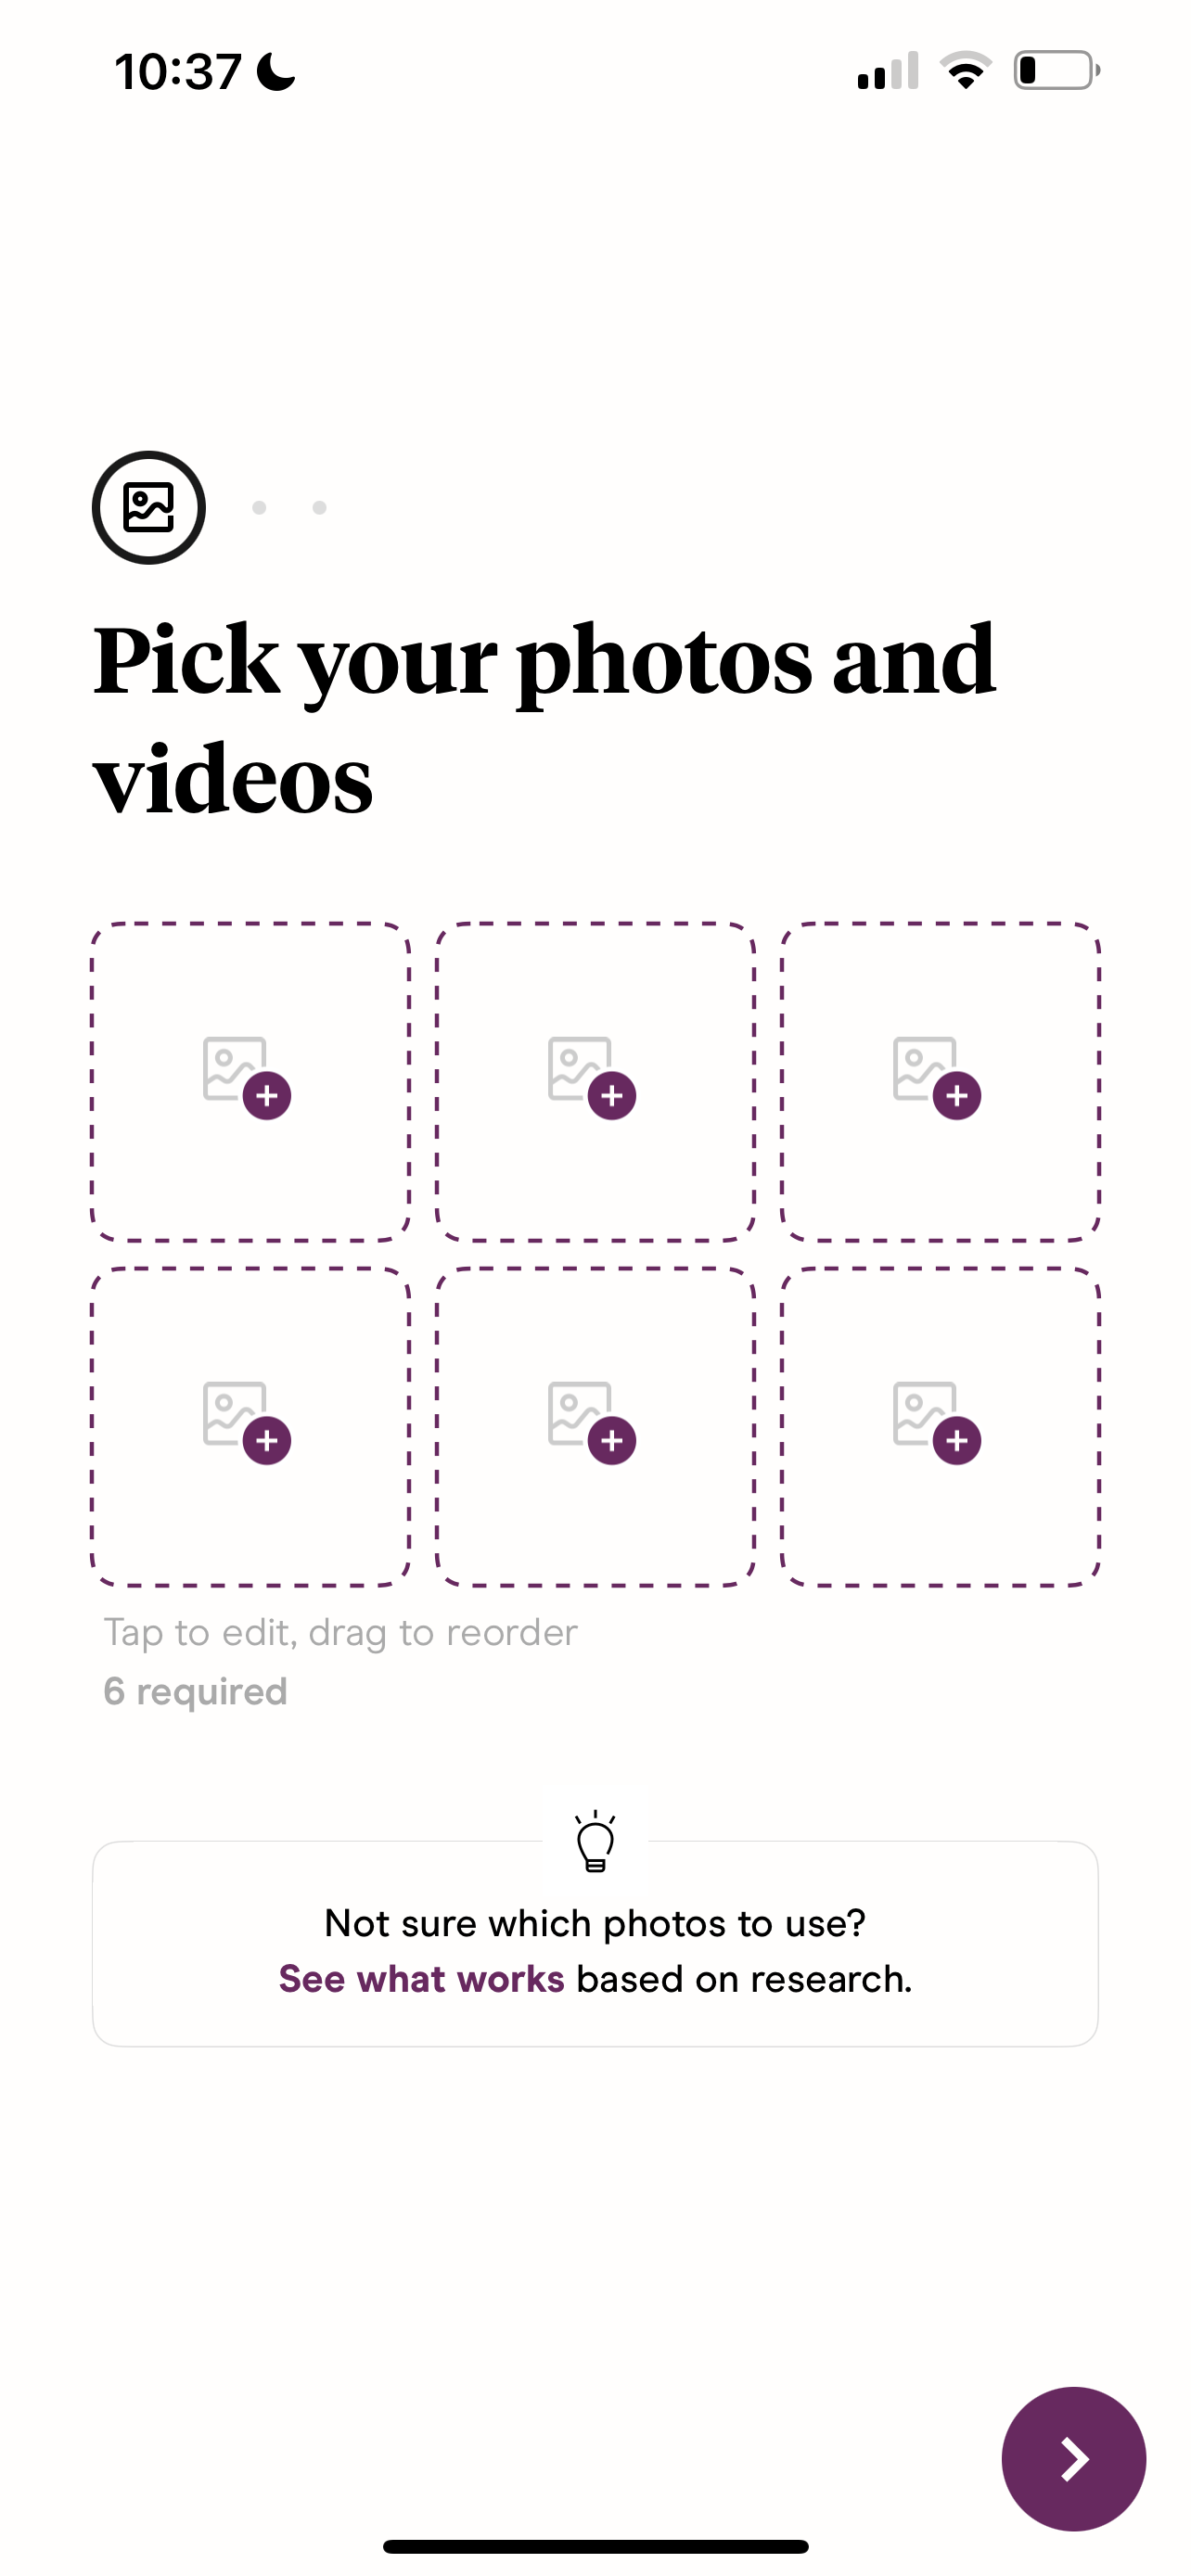 10:37
Pick your photos and
videos
Tap to edit, drag to reorder
6 required
Not sure which photos to use?
See what works based on research.